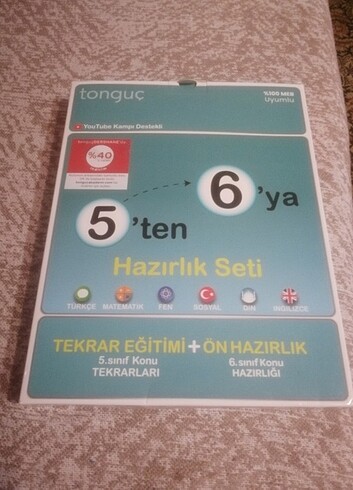 tonguç
%100 MEB
Uyumlu
YouTube Kampı Destekli
%40
5'ten
6'ya
Hazırlık Seti
TÜRKÇE MATEMATİK FEN SOSYAL DİN İNGİLİZCE
TEKRAR EĞİTİMİ+ÖN HAZIRLIK
5.sınıf Konu 6.sınıf Konu
TEKRARLARI HAZIRLIĞI